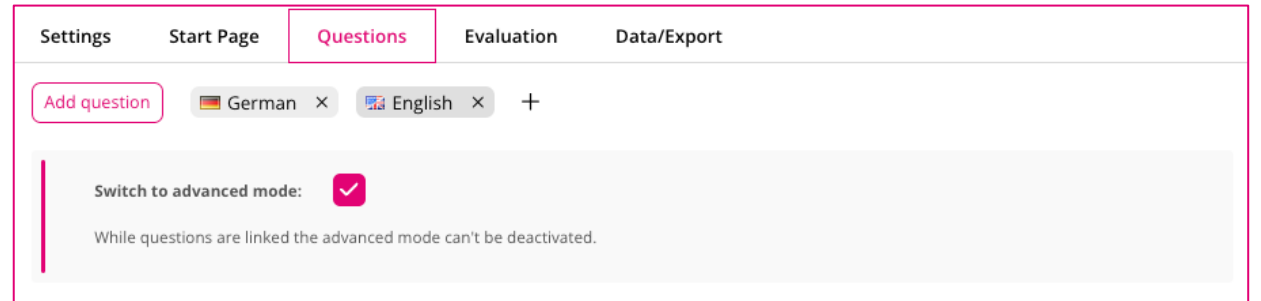 Settings Start Page Questions Evaluation Data/Export
Add question German × English × +
Switch to advanced mode:
While questions are linked the advanced mode can't be deactivated.